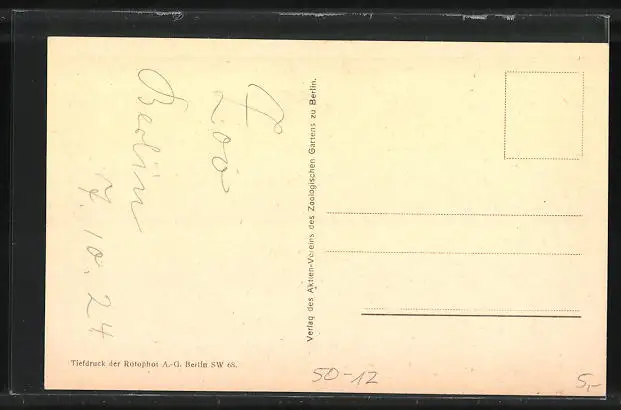 Zoo
Berlin
7.10.24
Verlag des Aktien-Vereins des Zoologischen Gartens zu Berlin.
Tiefdruck der Rotophot A.-G. Berlin SW 68.
50-12
5,-